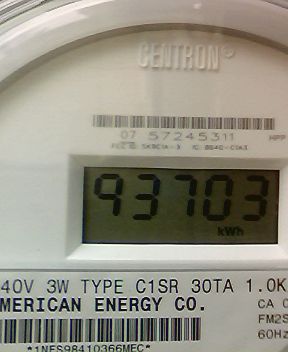 CENTRON®
07 57245311
93703
kWh
40V 3W TYPE C1SR 30TA 1.0K
MERICAN ENERGY CO.
CA 0
FM2S
60Hz
*1NES98410366MEC*